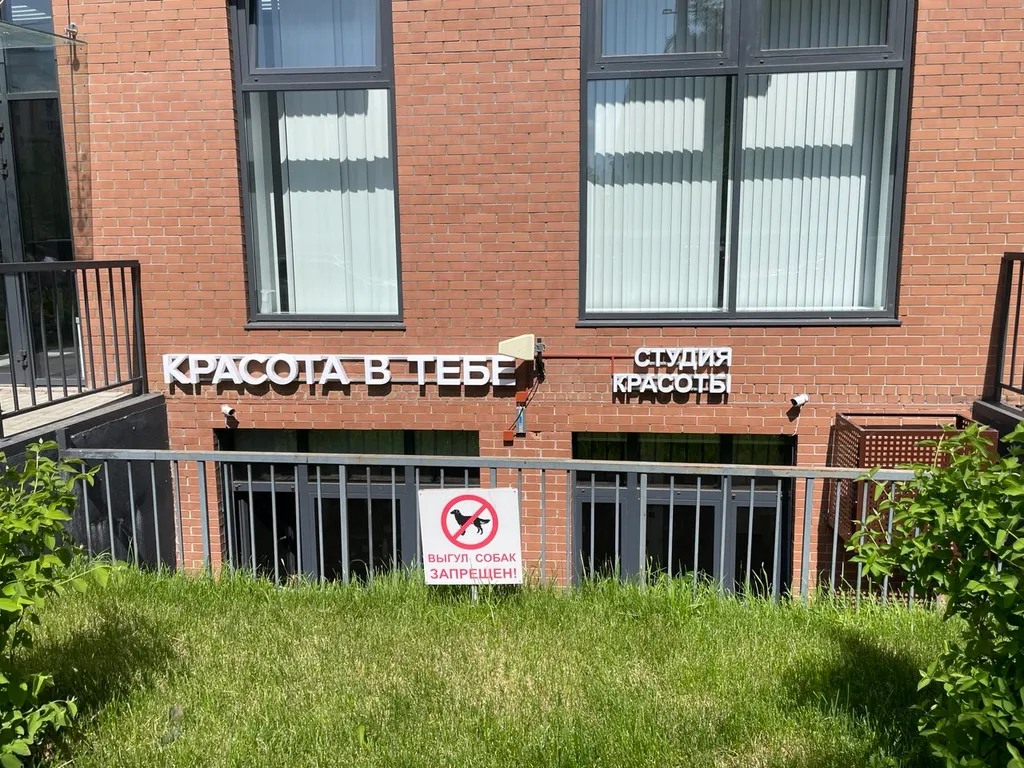 КРАСОТА В ТЕБЕ
СТУДИЯ
КРАСОТЫ
ВЫГУЛ СОБАК
ЗАПРЕЩЕН!